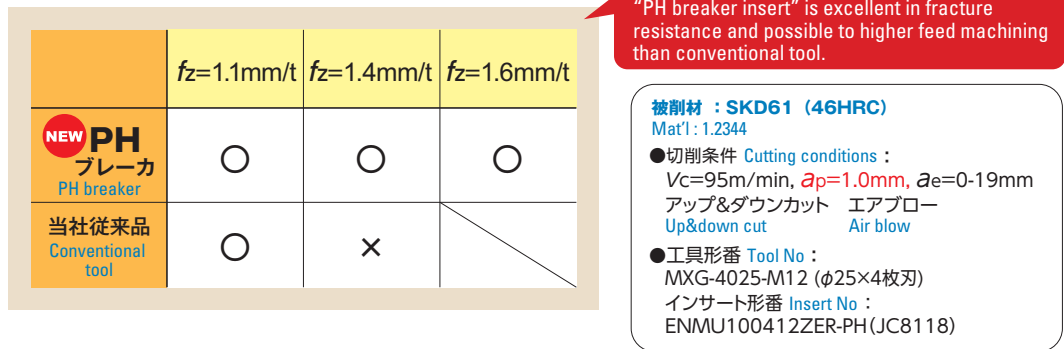 "PH breaker insert" is excellent in fracture
resistance and possible to higher feed machining
than conventional tool.
fz=1.1mm/t fz=1.4mm/t fz=1.6mm/t
NEW PH
ブレーカ
PH breaker
○ ○ ○
当社従来品
Conventional
tool
○ ×
被削材 ：SKD61（46HRC）
Mat'l : 1.2344
●切削条件 Cutting conditions：
Vc=95m/min, ap=1.0mm, ae=0-19mm
アップ&ダウンカット エアブロー
Up&down cut Air blow
●工具形番 Tool No：
MXG-4025-M12 (φ25×4枚刃)
インサート形番 Insert No：
ENMU100412ZER-PH(JC8118)